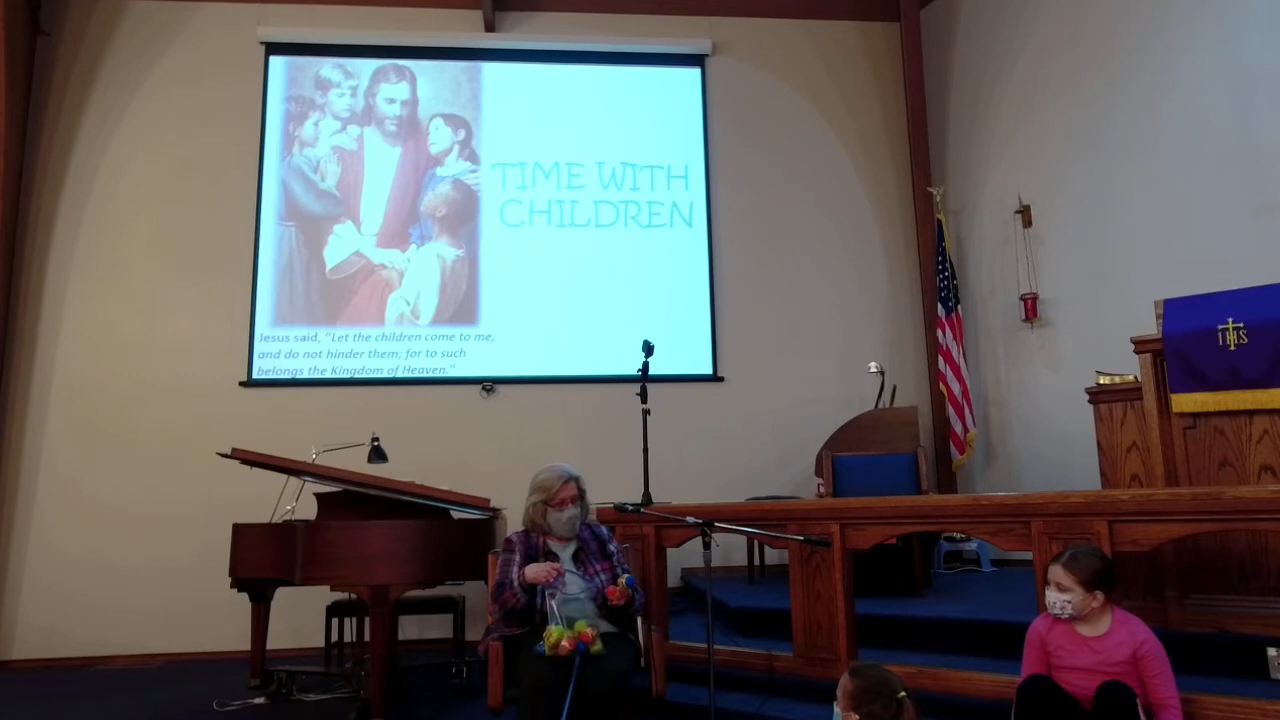 TIME WITH
CHILDREN
Jesus said, "Let the children come to me,
and do not hinder them; for to such
belongs the Kingdom of Heaven."
IHS